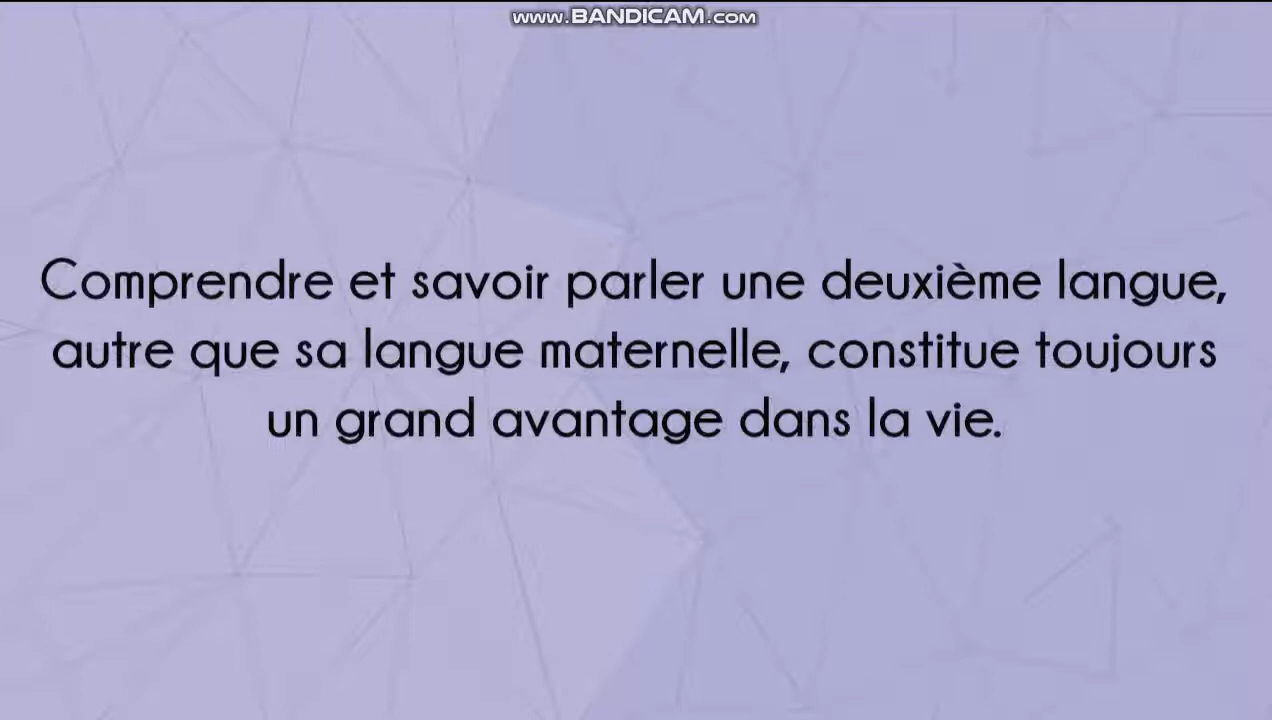 www.BANDICAM.com
Comprendre et savoir parler une deuxième langue,
autre que sa langue maternelle, constitue toujours
un grand avantage dans la vie.